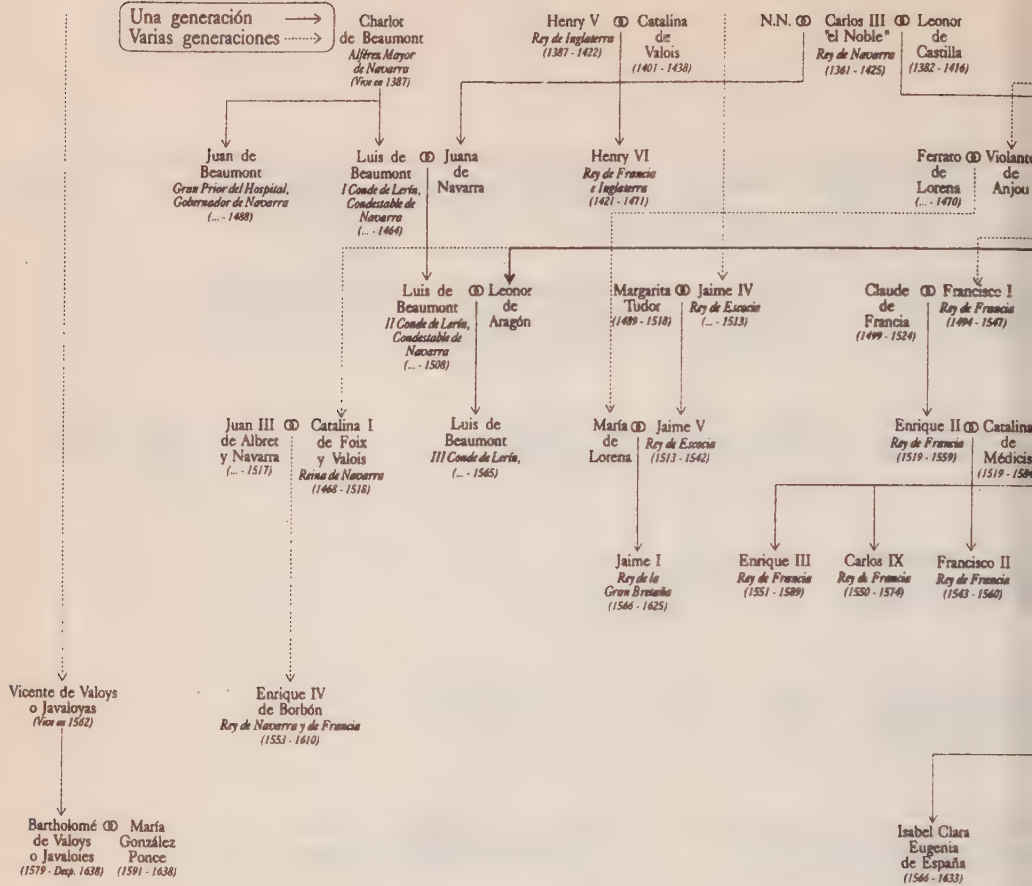 Una generación
Varias generaciones
Charlot
de Beaumont
Alférez Mayor
de Navarra
(Vive en 1387)
Henry V
Rey de Inglaterra
(1387 - 1422)
Catalina
de
Valois
(1401 - 1438)
N.N.
Carlos III
"el Noble"
Rey de Navarra
(1361 - 1425)
Leonor
de
Castilla
(1382 - 1416)
Juan de
Beaumont
Gran Prior del Hospital,
Gobernador de Navarra
(... - 1488)
Luis de
Beaumont
I Conde de Lerín,
Condestable de
Navarra
(... - 1464)
Juana
de
Navarra
Henry VI
Rey de Francia
e Inglaterra
(1421 - 1471)
Ferrato
de
Lorena
(... - 1470)
Violante
de
Anjou
Luis de
Beaumont
II Conde de Lerín,
Condestable de
Navarra
(... - 1508)
Leonor
de
Aragón
Margarita
Tudor
(1489 - 1518)
Jaime IV
Rey de Escocia
(... - 1513)
Claude
de
Francia
(1499 - 1524)
Francisco I
Rey de Francia
(1494 - 1547)
Juan III
de Albret
y Navarra
(... - 1517)
Catalina I
de Foix
y Valois
Reina de Navarra
(1468 - 1518)
Luis de
Beaumont
III Conde de Lerín,
(... - 1565)
María
de
Lorena
Jaime V
Rey de Escocia
(1513 - 1542)
Enrique II
Rey de Francia
(1519 - 1559)
Catalina
de
Médicis
(1519 - 1584
Jaime I
Rey de la
Gran Bretaña
(1566 - 1625)
Enrique III
Rey de Francia
(1551 - 1589)
Carlos IX
Rey de Francia
(1550 - 1574)
Francisco II
Rey de Francia
(1543 - 1560)
Vicente de Valoys
o Javaloyas
(Vive en 1562)
Enrique IV
de Borbón
Rey de Navarra y de Francia
(1553 - 1610)
Bartholomé
de Valoys
o Javaloies
(1579 - Desp. 1638)
María
González
Ponce
(1591 - 1638)
Isabel Clara
Eugenia
de España
(1566 - 1633)